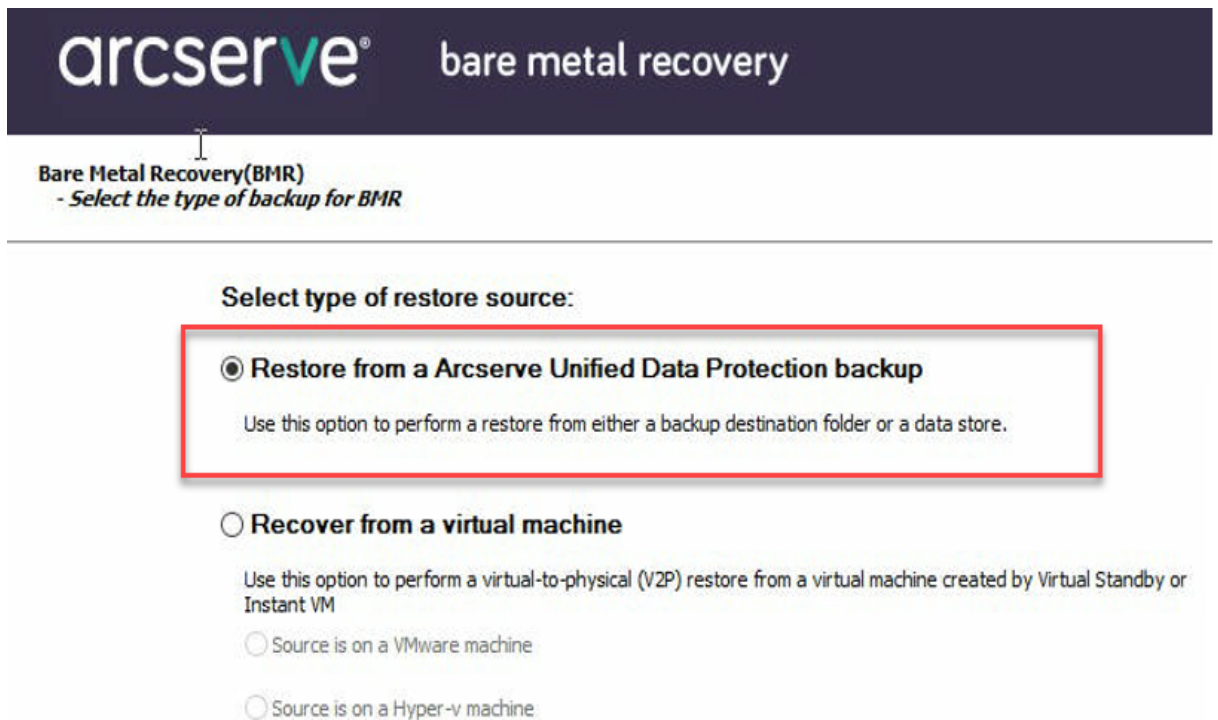 arcserve® bare metal recovery
Bare Metal Recovery(BMR)
- Select the type of backup for BMR
Select type of restore source:
Restore from a Arcserve Unified Data Protection backup
Use this option to perform a restore from either a backup destination folder or a data store.
Recover from a virtual machine
Use this option to perform a virtual-to-physical (V2P) restore from a virtual machine created by Virtual Standby or
Instant VM
Source is on a VMware machine
Source is on a Hyper-v machine